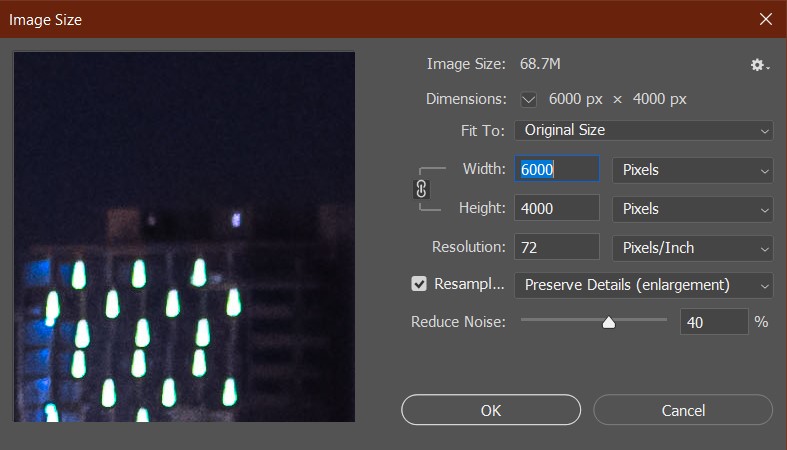 Image Size
Image Size: 68.7M
Dimensions: 6000 px × 4000 px
Fit To: Original Size
Width: 6000 Pixels
Height: 4000 Pixels
Resolution: 72 Pixels/Inch
Resampl... Preserve Details (enlargement)
Reduce Noise: 40 %
OK Cancel